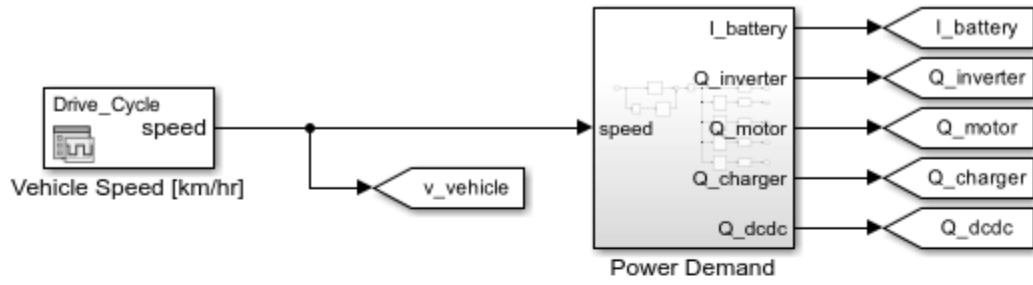 Drive_Cycle
speed
Vehicle Speed [km/hr]
v_vehicle
speed
I_battery
Q_inverter
Q_motor
Q_charger
Q_dcdc
Power Demand
I_battery
Q_inverter
Q_motor
Q_charger
Q_dcdc